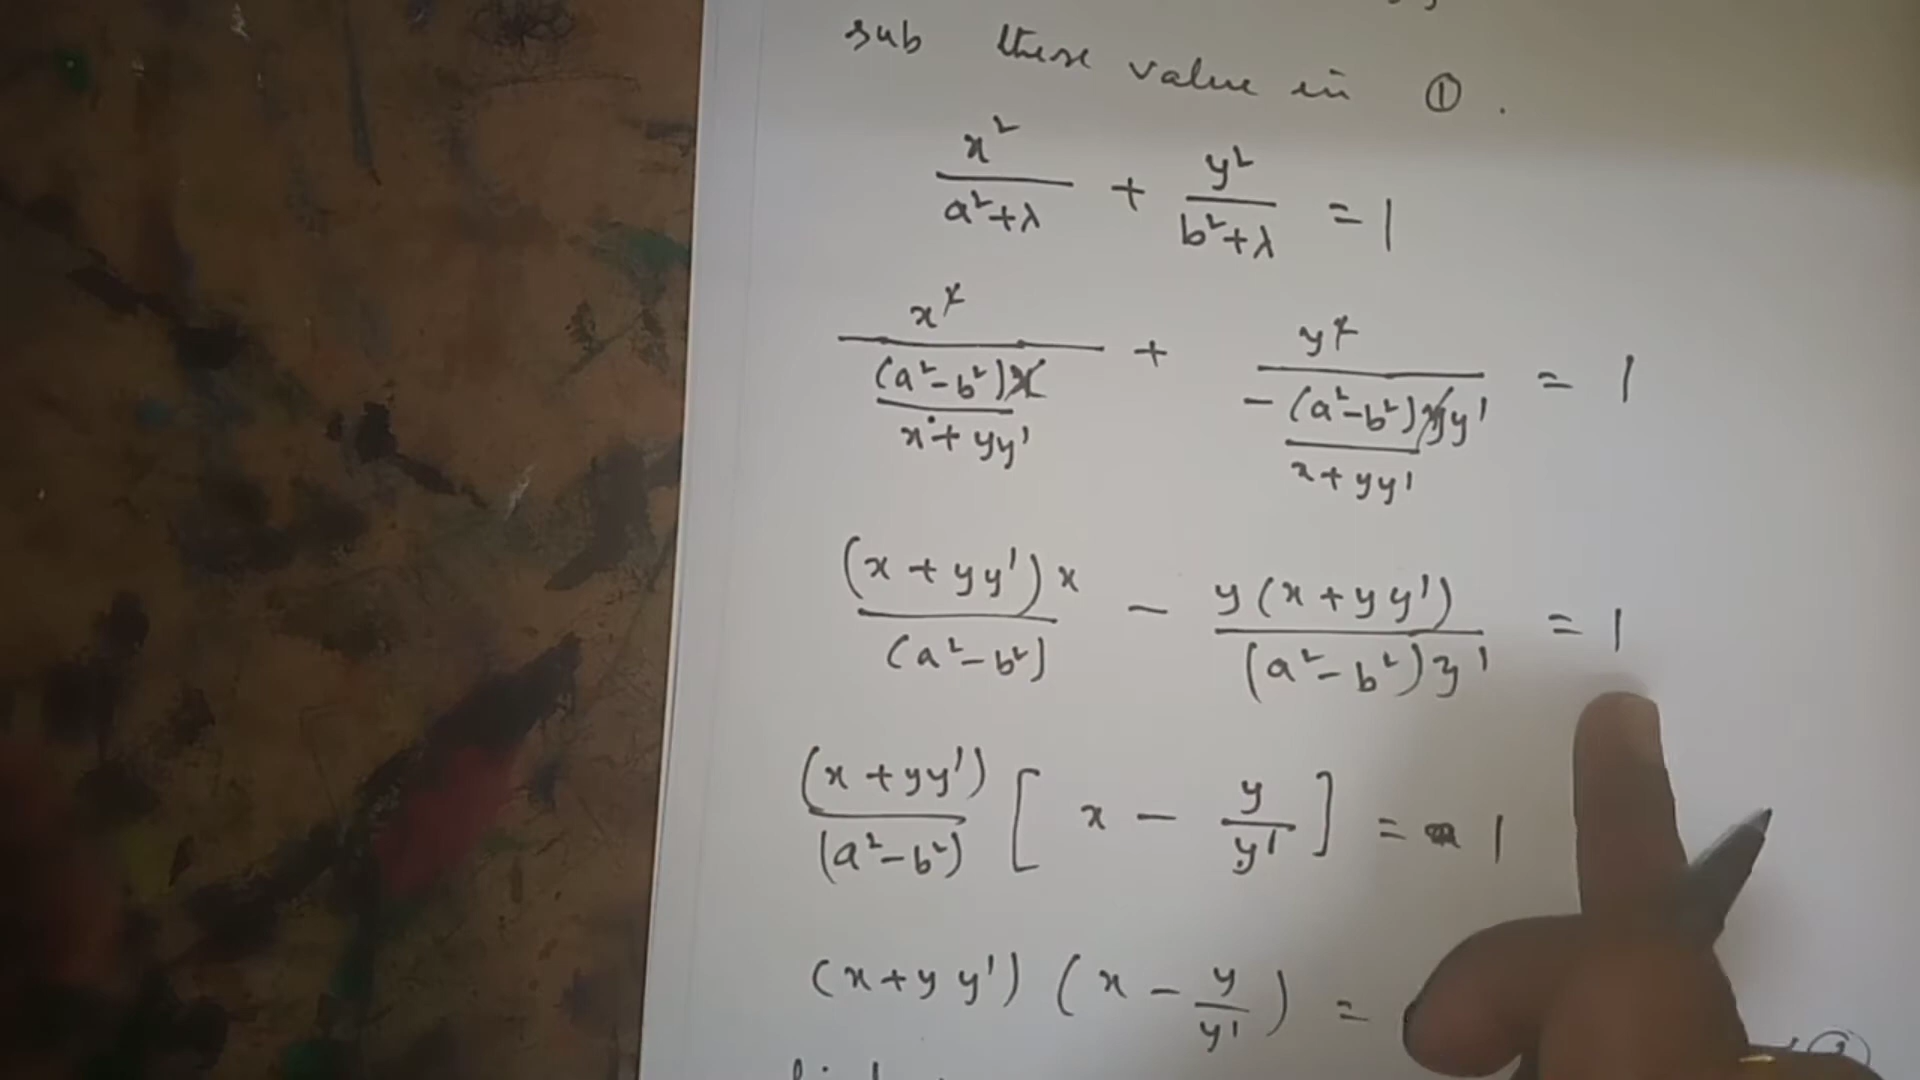 sub these value in ①.
x²/(a²+λ) + y²/(b²+λ) = 1
x²/((a²-b²)x/(x+yy')) + y²/(-(a²-b²)yy'/(x+yy')) = 1
(x+yy')x/(a²-b²) - y(x+yy')/((a²-b²)y') = 1
(x+yy')/(a²-b²) [x - y/y'] = 1
(x+yy') (x - y/y') =